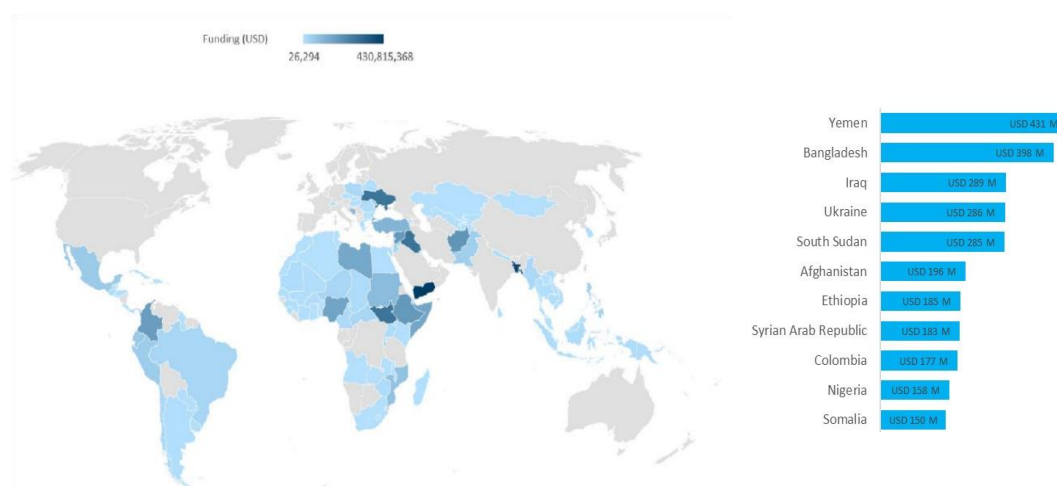 Funding (USD)
26,294 430,815,368
Yemen USD 431 M
Bangladesh USD 398 M
Iraq USD 289 M
Ukraine USD 286 M
South Sudan USD 285 M
Afghanistan USD 196 M
Ethiopia USD 185 M
Syrian Arab Republic USD 183 M
Colombia USD 177 M
Nigeria USD 158 M
Somalia USD 150 M